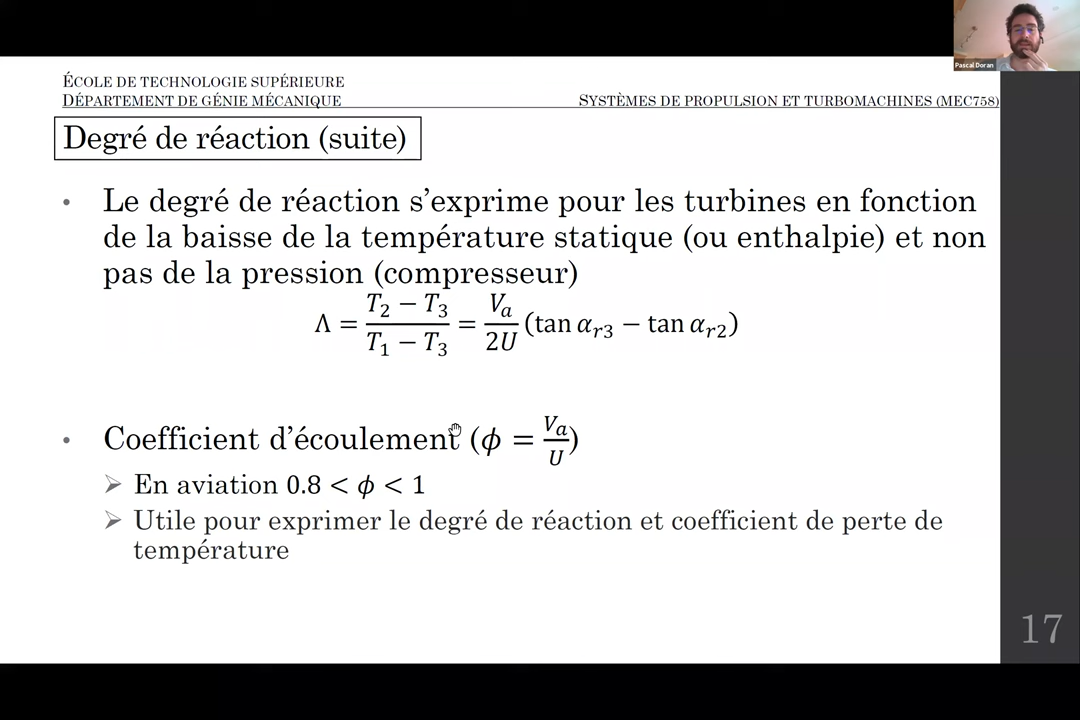 Pascal Doran
ÉCOLE DE TECHNOLOGIE SUPÉRIEURE
DÉPARTEMENT DE GÉNIE MÉCANIQUE
SYSTÈMES DE PROPULSION ET TURBOMACHINES (MEC758)
Degré de réaction (suite)
• Le degré de réaction s’exprime pour les turbines en fonction
de la baisse de la température statique (ou enthalpie) et non
pas de la pression (compresseur)
Λ = (T₂ − T₃)/(T₁ − T₃) = Vₐ/2U (tan αᵣ₃ − tan αᵣ₂)
• Coefficient d’écoulement (ϕ = Vₐ/U)
➢ En aviation 0.8 < ϕ < 1
➢ Utile pour exprimer le degré de réaction et coefficient de perte de
température
17